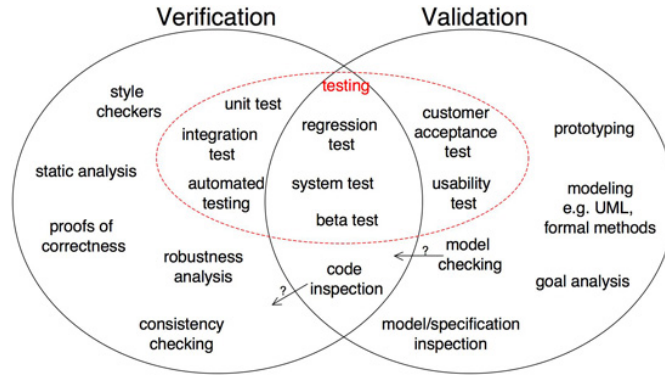 Verification
Validation
testing
style
checkers
unit test
integration
test
automated
testing
static analysis
proofs of
correctness
robustness
analysis
consistency
checking
regression
test
system test
beta test
code
inspection
?
?
customer
acceptance
test
usability
test
model
checking
prototyping
modeling
e.g. UML,
formal methods
goal analysis
model/specification
inspection